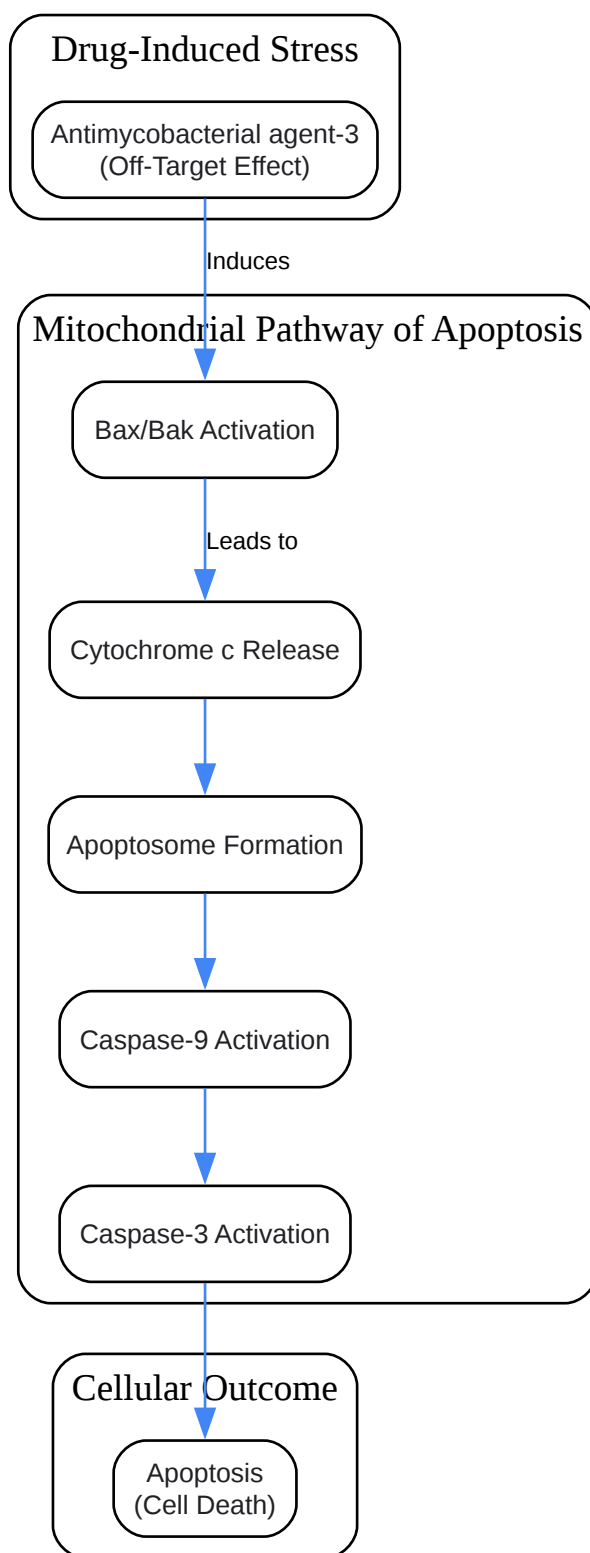 Drug-Induced Stress
Antimycobacterial agent-3
(Off-Target Effect)
Induces
Mitochondrial Pathway of Apoptosis
Bax/Bak Activation
Leads to
Cytochrome c Release
Apoptosome Formation
Caspase-9 Activation
Caspase-3 Activation
Cellular Outcome
Apoptosis
(Cell Death)